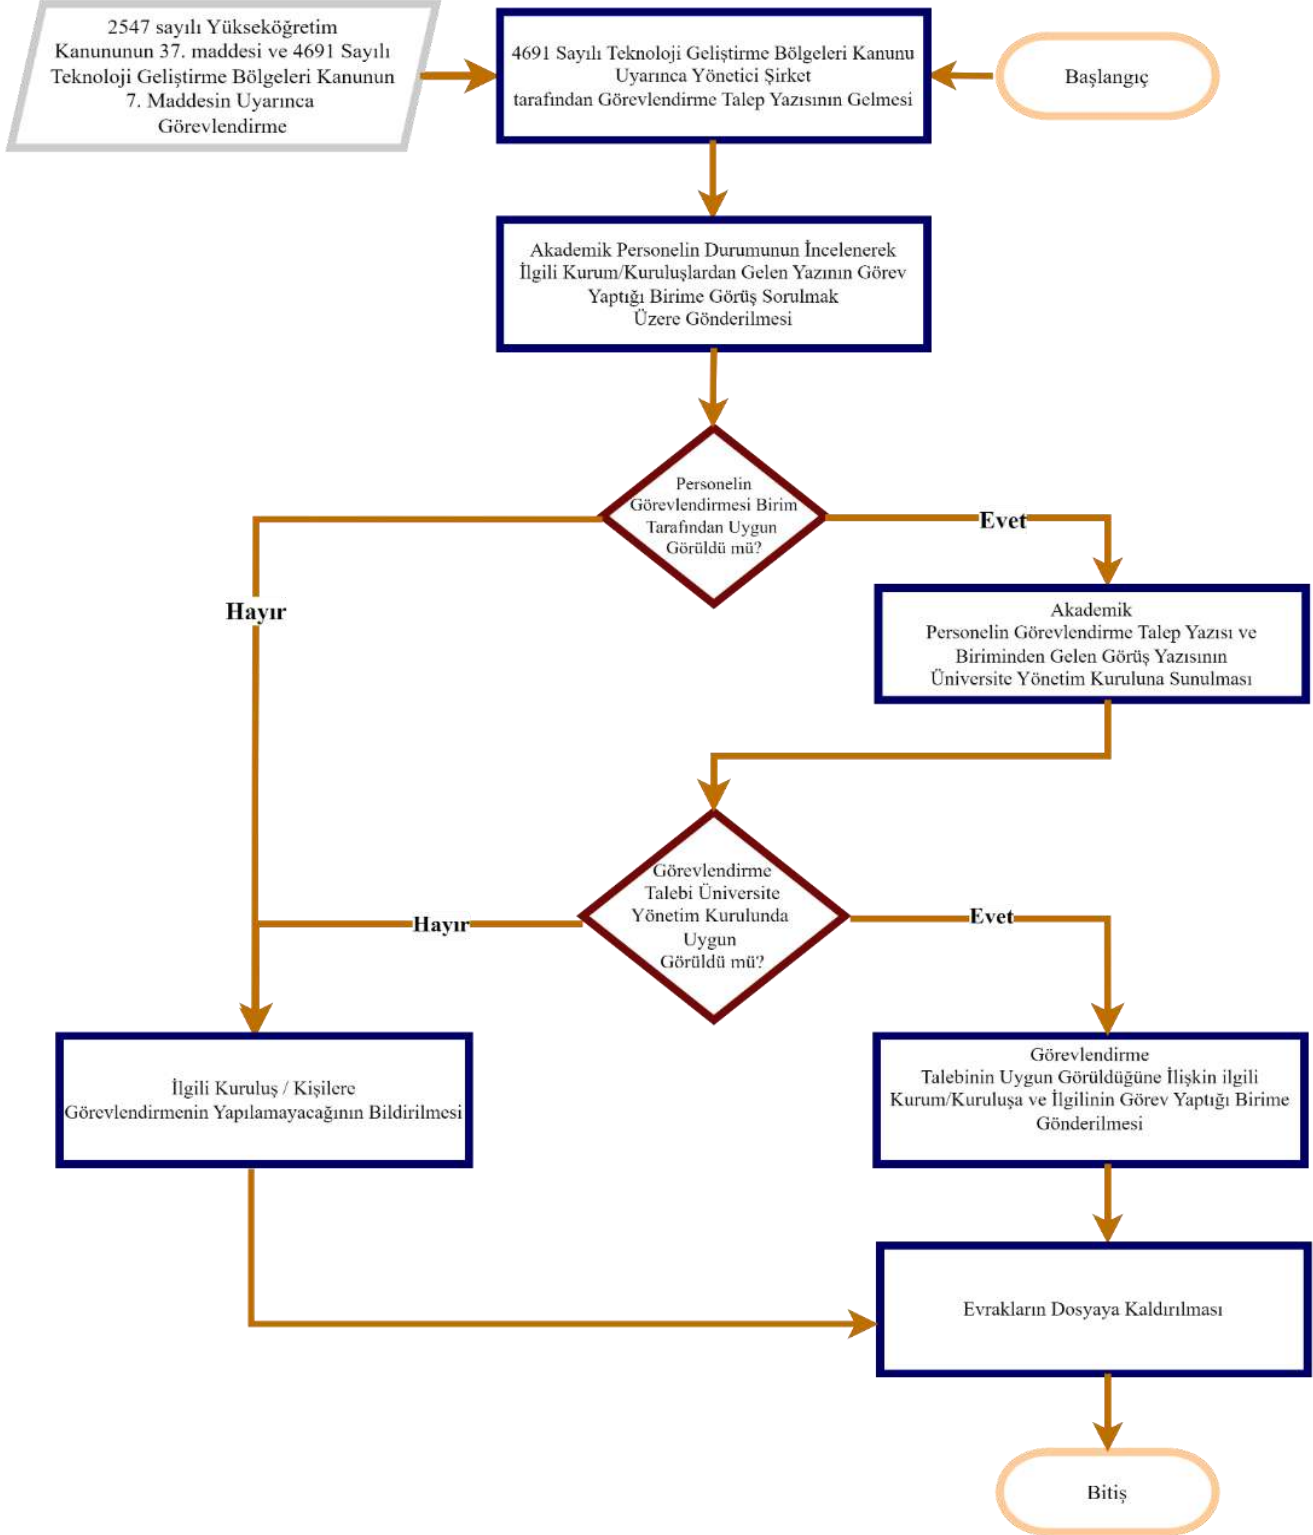 2547 sayılı Yükseköğretim
Kanununun 37. maddesi ve 4691 Sayılı
Teknoloji Geliştirme Bölgeleri Kanunun
7. Maddesin Uyarınca
Görevlendirme
4691 Sayılı Teknoloji Geliştirme Bölgeleri Kanunu
Uyarınca Yönetici Şirket
tarafından Görevlendirme Talep Yazısının Gelmesi
Başlangıç
Akademik Personelin Durumunun İncelenerek
İlgili Kurum/Kuruluşlardan Gelen Yazının Görev
Yaptığı Birime Görüş Sorulmak
Üzere Gönderilmesi
Personelin
Görevlendirmesi Birim
Tarafından Uygun
Görüldü mü?
Evet
Hayır
Akademik
Personelin Görevlendirme Talep Yazısı ve
Biriminden Gelen Görüş Yazısının
Üniversite Yönetim Kuruluna Sunulması
Görevlendirme
Talebi Üniversite
Yönetim Kurulunda
Uygun
Görüldü mü?
Hayır
Evet
İlgili Kuruluş / Kişilere
Görevlendirmenin Yapılamayacağının Bildirilmesi
Görevlendirme
Talebinin Uygun Görüldüğüne İlişkin ilgili
Kurum/Kuruluşa ve İlgilinin Görev Yaptığı Birime
Gönderilmesi
Evrakların Dosyaya Kaldırılması
Bitiş